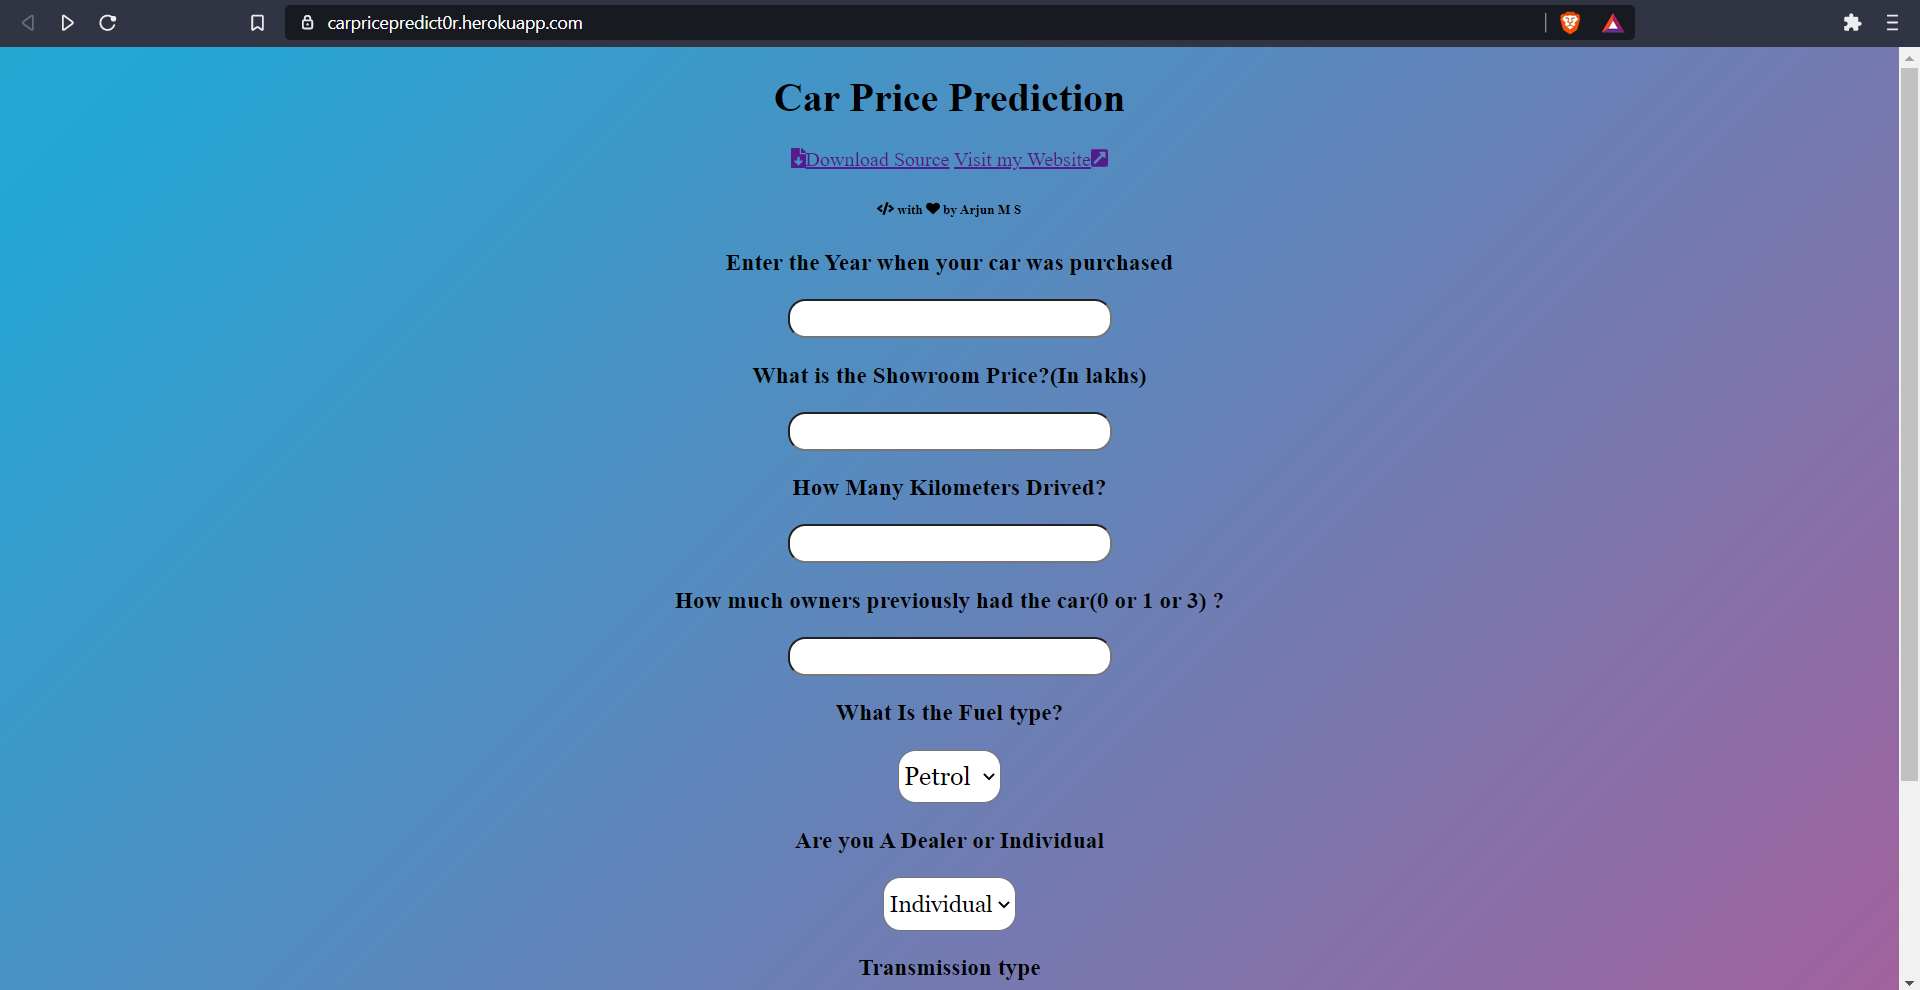 carpricepredict0r.herokuapp.com
Car Price Prediction
Download Source Visit my Website
</> with by Arjun M S
Enter the Year when your car was purchased
What is the Showroom Price?(In lakhs)
How Many Kilometers Drived?
How much owners previously had the car(0 or 1 or 3) ?
What Is the Fuel type?
Petrol
Are you A Dealer or Individual
Individual
Transmission type